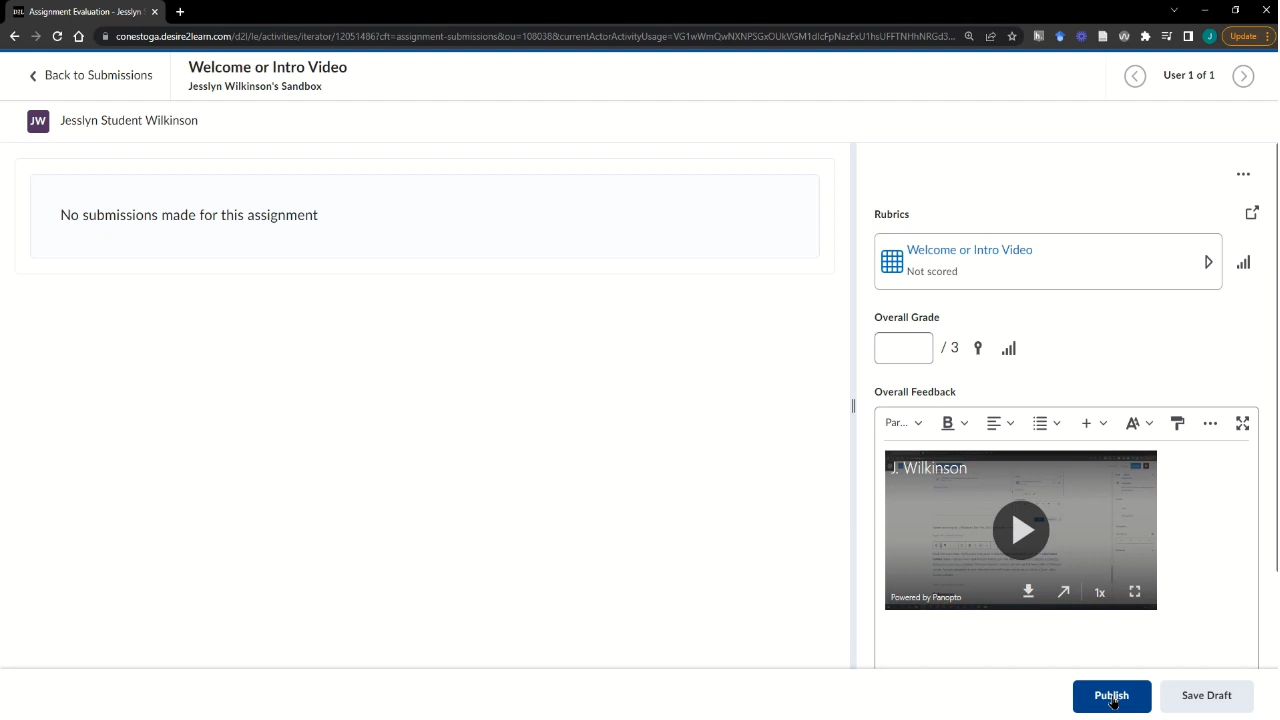 D2L Assignment Evaluation - Jesslyn S
conestoga.desire2learn.com/d2l/le/activities/iterator/12051486?cft=assignment-submissions&ou=108038&currentActorActivityUsage=
Update
Back to Submissions
Welcome or Intro Video
Jesslyn Wilkinson's Sandbox
User 1 of 1
JW Jesslyn Student Wilkinson
No submissions made for this assignment
Rubrics
Welcome or Intro Video
Not scored
Overall Grade
/ 3
Overall Feedback
Par...
J. Wilkinson
Powered by Panopto
1x
Publish
Save Draft